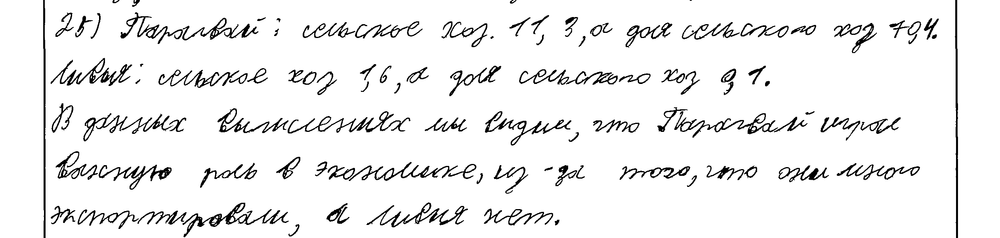 25) Парагвай: сельское хоз. 11,3, а доля сельского хоз 70,4.
Ливия: сельское хоз 1,6, а доля сельского хоз 0,1.
В данных вычислениях мы видим, что Парагвай играе
важную роль в экономике, из-за того, что они много
экспортировали, а Ливия нет.